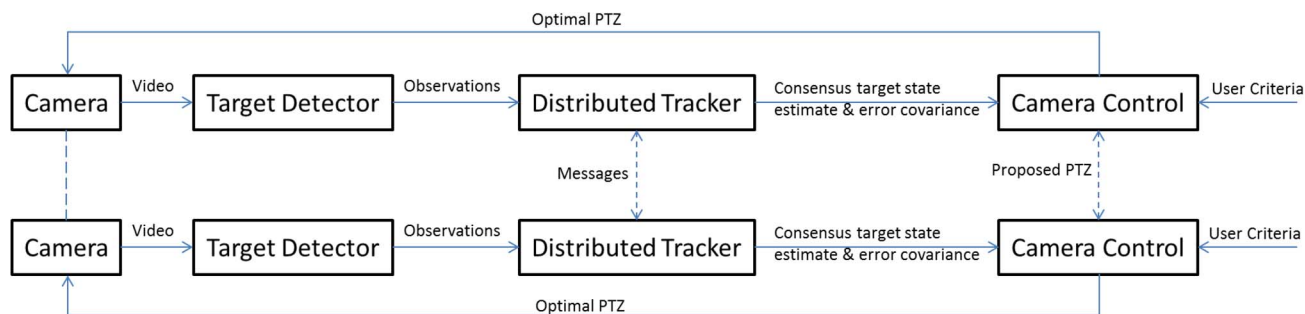 Optimal PTZ
Camera
Video
Target Detector
Observations
Distributed Tracker
Consensus target state
estimate & error covariance
Camera Control
User Criteria
Messages
Proposed PTZ
Camera
Video
Target Detector
Observations
Distributed Tracker
Consensus target state
estimate & error covariance
Camera Control
User Criteria
Optimal PTZ